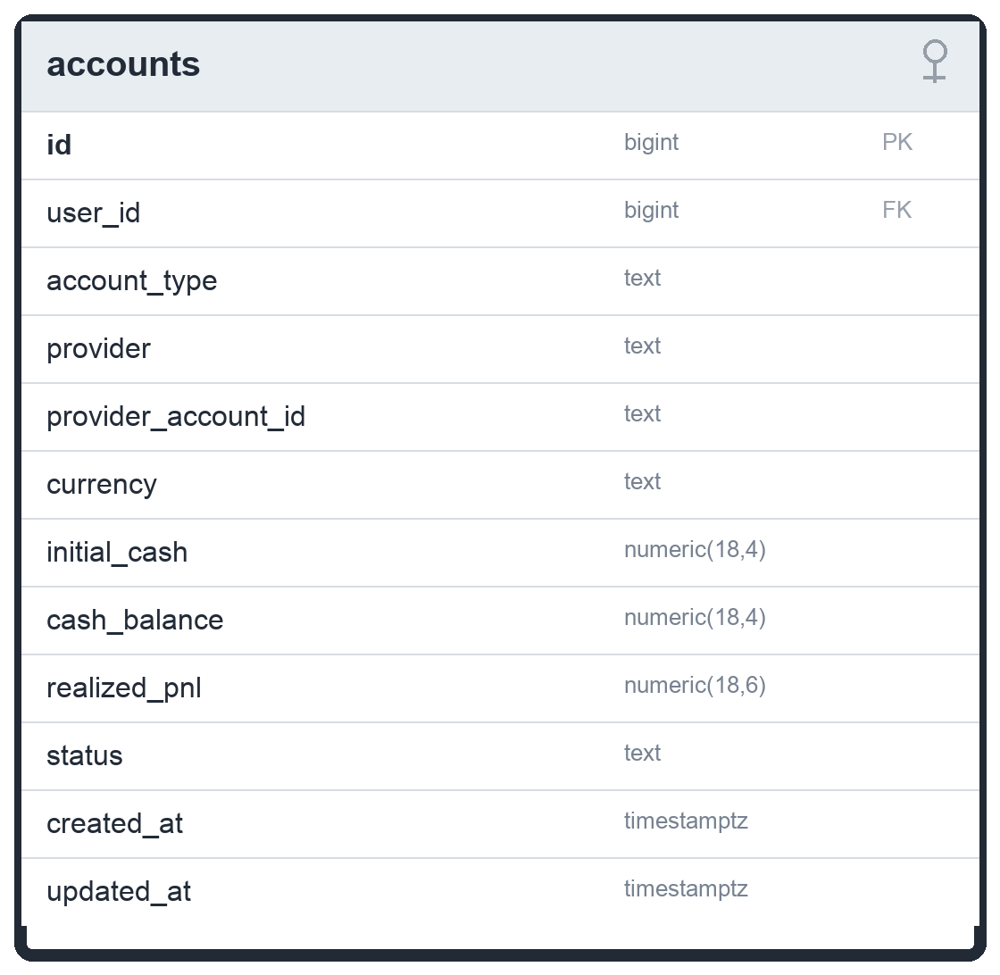 accounts
id bigint PK
user_id bigint FK
account_type text
provider text
provider_account_id text
currency text
initial_cash numeric(18,4)
cash_balance numeric(18,4)
realized_pnl numeric(18,6)
status text
created_at timestamptz
updated_at timestamptz